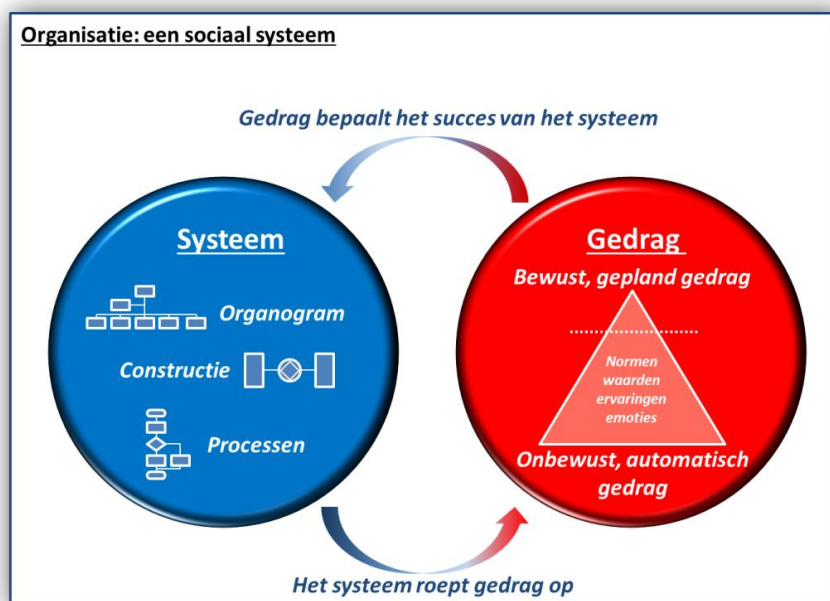 Organisatie: een sociaal systeem
Gedrag bepaalt het succes van het systeem
Systeem
Organogram
Constructie
Processen
Gedrag
Bewust, gepland gedrag
Normen
waarden
ervaringen
emoties
Onbewust, automatisch
gedrag
Het systeem roept gedrag op